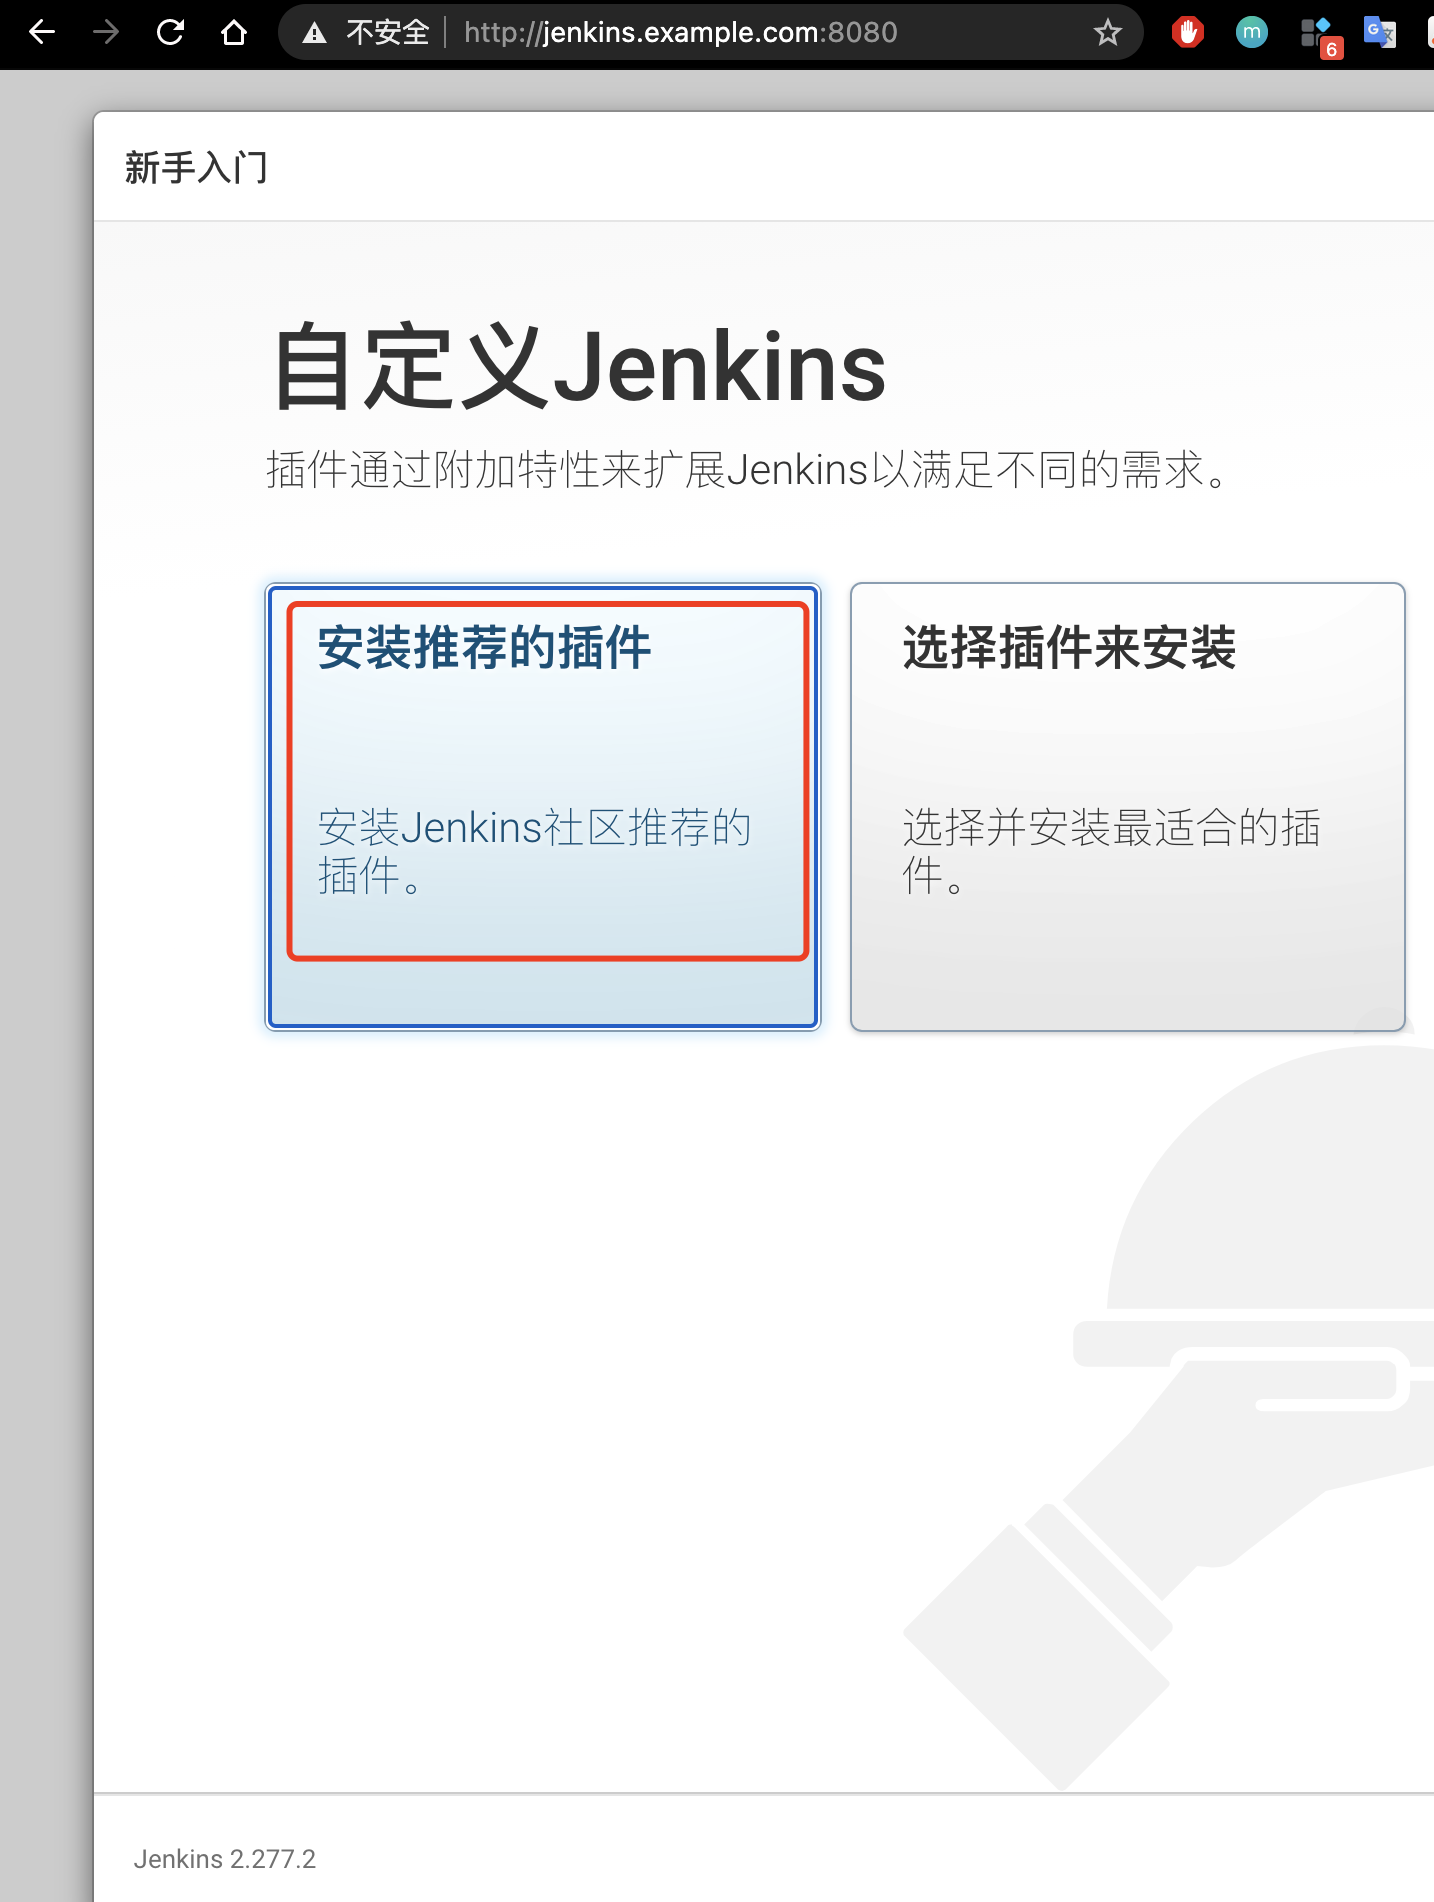 不安全 http://jenkins.example.com:8080
m
6
G 文
新手入门
自定义Jenkins
插件通过附加特性来扩展Jenkins以满足不同的需求。
安装推荐的插件
安装Jenkins社区推荐的
插件。
选择插件来安装
选择并安装最适合的插
件。
Jenkins 2.277.2